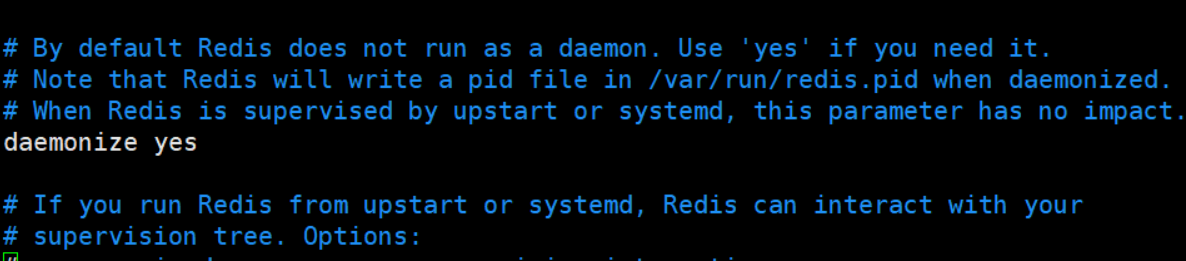 # By default Redis does not run as a daemon. Use 'yes' if you need it.
# Note that Redis will write a pid file in /var/run/redis.pid when daemonized.
# When Redis is supervised by upstart or systemd, this parameter has no impact.
daemonize yes
# If you run Redis from upstart or systemd, Redis can interact with your
# supervision tree. Options: